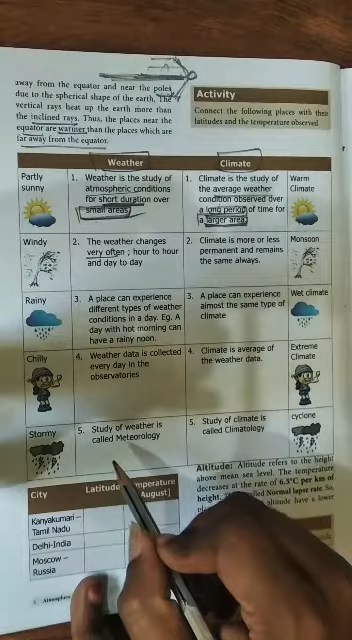 away from the equator and near the poles
due to the spherical shape of the earth. The
vertical rays heat up the earth more than
the inclined rays. Thus, the places near the
equator are warmer than the places which are
far away from the equator.
Activity
Connect the following places with their
latitudes and the temperature observed
Weather
Climate
Partly
sunny
1. Weather is the study of
atmospheric conditions
for short duration over
small areas
1. Climate is the study of
the average weather
condition observed over
a long period of time for
a larger area.
Warm
Climate
Windy
2. The weather changes
very often ; hour to hour
and day to day
2. Climate is more or less
permanent and remains
the same always.
Monsoon
Rainy
3. A place can experience
different types of weather
conditions in a day. Eg. A
day with hot morning can
have a rainy noon.
3. A place can experience
almost the same type of
climate
Wet climate
Chilly
4. Weather data is collected
every day in the
observatories
4. Climate is average of
the weather data.
Extreme
Climate
Stormy
5. Study of weather is
called Meteorology
5. Study of climate is
called Climatology
cyclone
City
Latitude
August]
Kanyakumari –
Tamil Nadu
Delhi-India
Moscow –
Russia
Altitude: Altitude refers to the height
above mean sea level. The temperature
decreases at the rate of 6.5°C per km of
height. called Normal lapse rate. So,
altitude have a lower